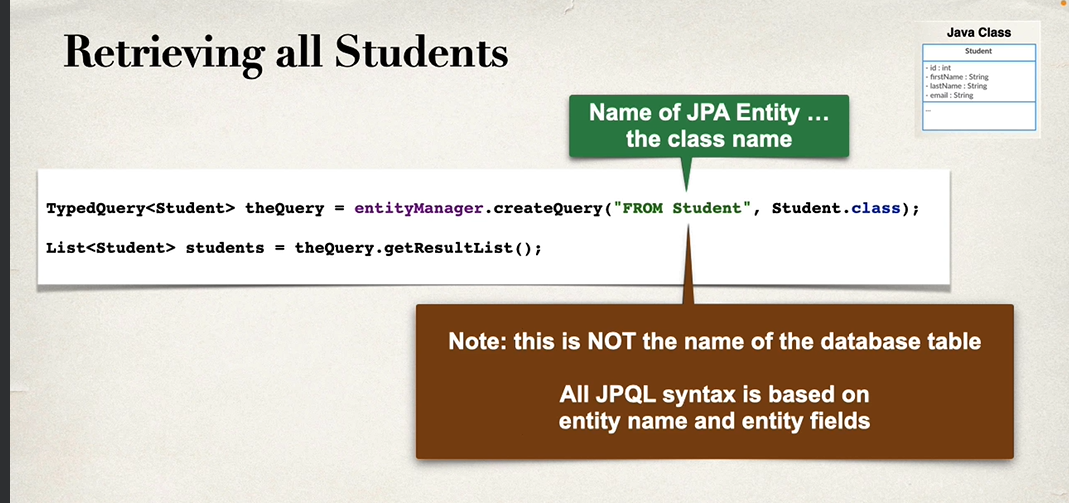 Retrieving all Students
Java Class
Student
- id : int
- firstName : String
- lastName : String
- email : String
...
Name of JPA Entity ...
the class name
TypedQuery<Student> theQuery = entityManager.createQuery("FROM Student", Student.class);
List<Student> students = theQuery.getResultList();
Note: this is NOT the name of the database table
All JPQL syntax is based on
entity name and entity fields